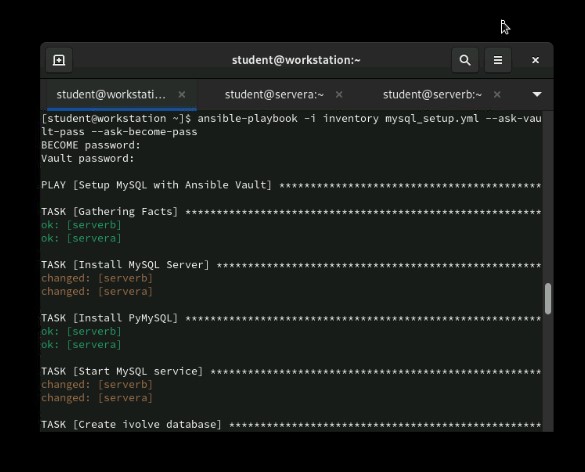 student@workstation:~
student@workstati... × student@servera:~ × student@serverb:~ ×
[student@workstation ~]$ ansible-playbook -i inventory mysql_setup.yml --ask-vau
lt-pass --ask-become-pass
BECOME password:
Vault password:
PLAY [Setup MySQL with Ansible Vault] ****************************************
TASK [Gathering Facts] ******************************************************
ok: [serverb]
ok: [servera]
TASK [Install MySQL Server] *************************************************
changed: [serverb]
changed: [servera]
TASK [Install PyMySQL] ******************************************************
ok: [serverb]
ok: [servera]
TASK [Start MySQL service] **************************************************
changed: [serverb]
changed: [servera]
TASK [Create ivolve database] ***********************************************